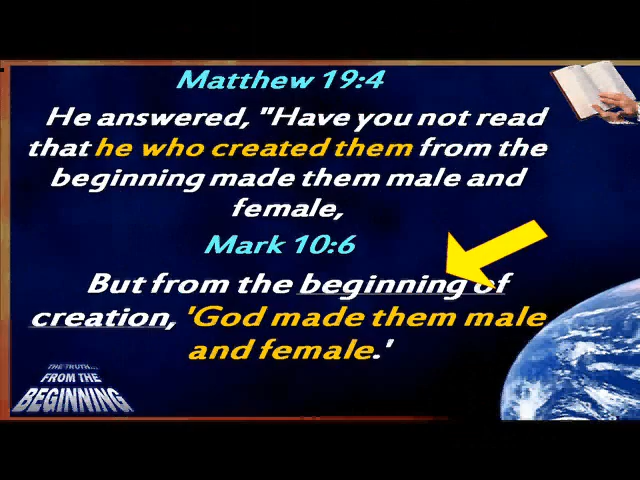 Matthew 19:4
He answered, "Have you not read
that he who created them from the
beginning made them male and
female,
Mark 10:6
But from the beginning of
creation, 'God made them male
and female.'
THE TRUTH...
FROM THE
BEGINNING